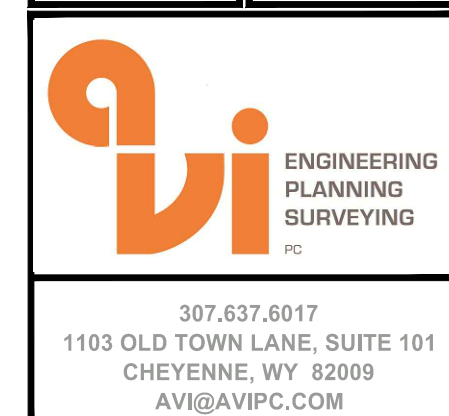 avi
ENGINEERING
PLANNING
SURVEYING
PC
307.637.6017
1103 OLD TOWN LANE, SUITE 101
CHEYENNE, WY 82009
AVI@AVIPC.COM